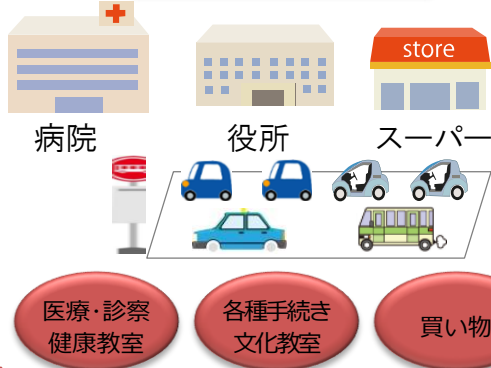 store
病院
役所
スーパー
医療・診察
健康教室
各種手続き
文化教室
買い物